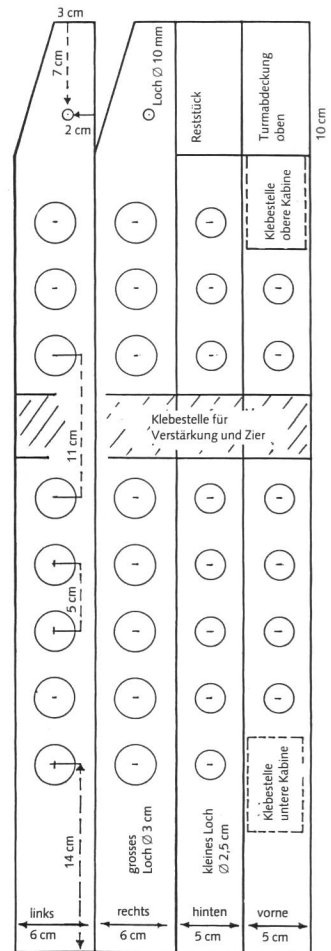 3 cm
7 cm
2 cm
Loch Ø 10 mm
Reststück
Turmabdeckung
oben
10 cm
Klebestelle
obere Kabine
Klebestelle für
Verstärkung und Zier
11 cm
5 cm
Klebestelle
untere Kabine
14 cm
grosses
Loch Ø 3 cm
kleines Loch
Ø 2,5 cm
links
rechts
hinten
vorne
6 cm
6 cm
5 cm
5 cm